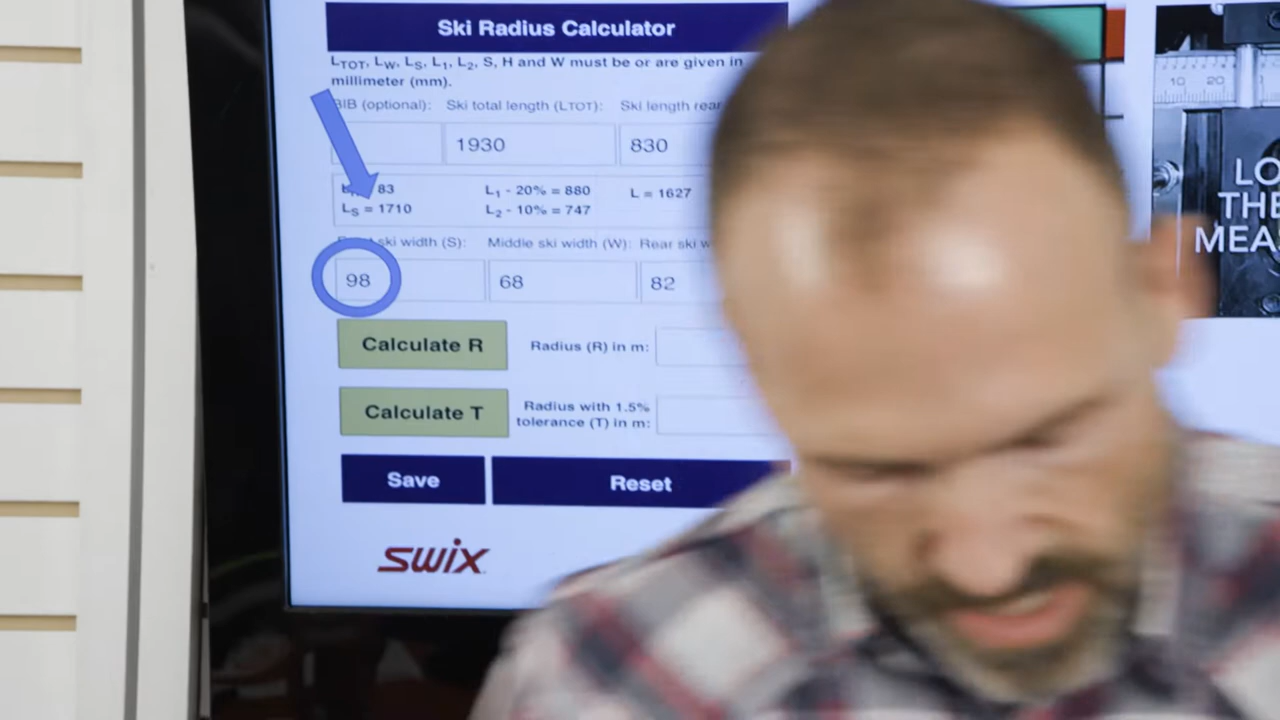 Ski Radius Calculator
LTOT, LW, LS, L1, L2, S, H and W must be or are given in
millimeter (mm).
BIB (optional): Ski total length (LTOT): Ski length rear
1930 830
83 L1 - 20% = 880 L = 1627
LS = 1710 L2 - 10% = 747
ski width (S): Middle ski width (W): Rear ski w
98 68 82
Calculate R Radius (R) in m:
Calculate T Radius with 1.5%
tolerance (T) in m:
Save Reset
swix
10 20
LO
THE
MEA